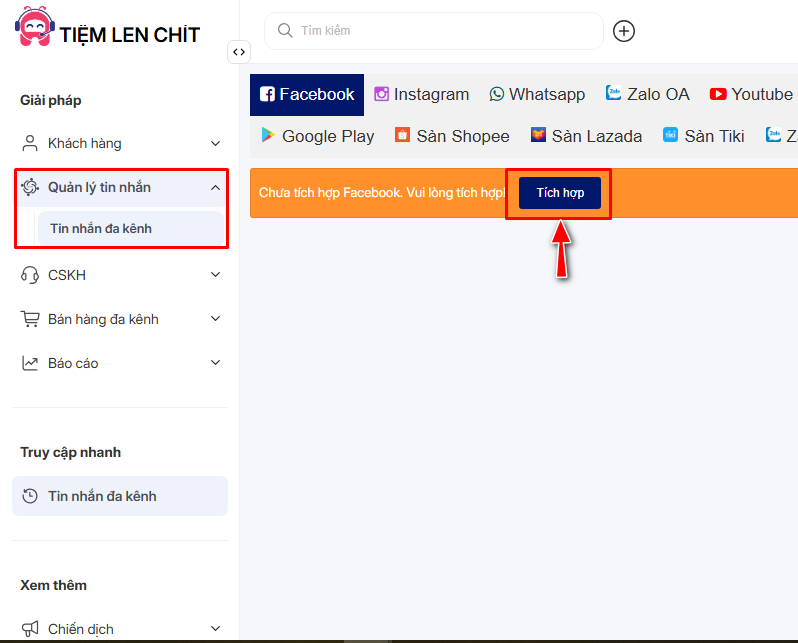 TIỆM LEN CHÍT
Tìm kiếm
Giải pháp
Khách hàng
Quản lý tin nhắn
Tin nhắn đa kênh
CSKH
Bán hàng đa kênh
Báo cáo
Truy cập nhanh
Tin nhắn đa kênh
Xem thêm
Chiến dịch
Facebook Instagram Whatsapp Zalo OA Youtube
Google Play Sàn Shopee Sàn Lazada Sàn Tiki
Chưa tích hợp Facebook. Vui lòng tích hợp! Tích hợp